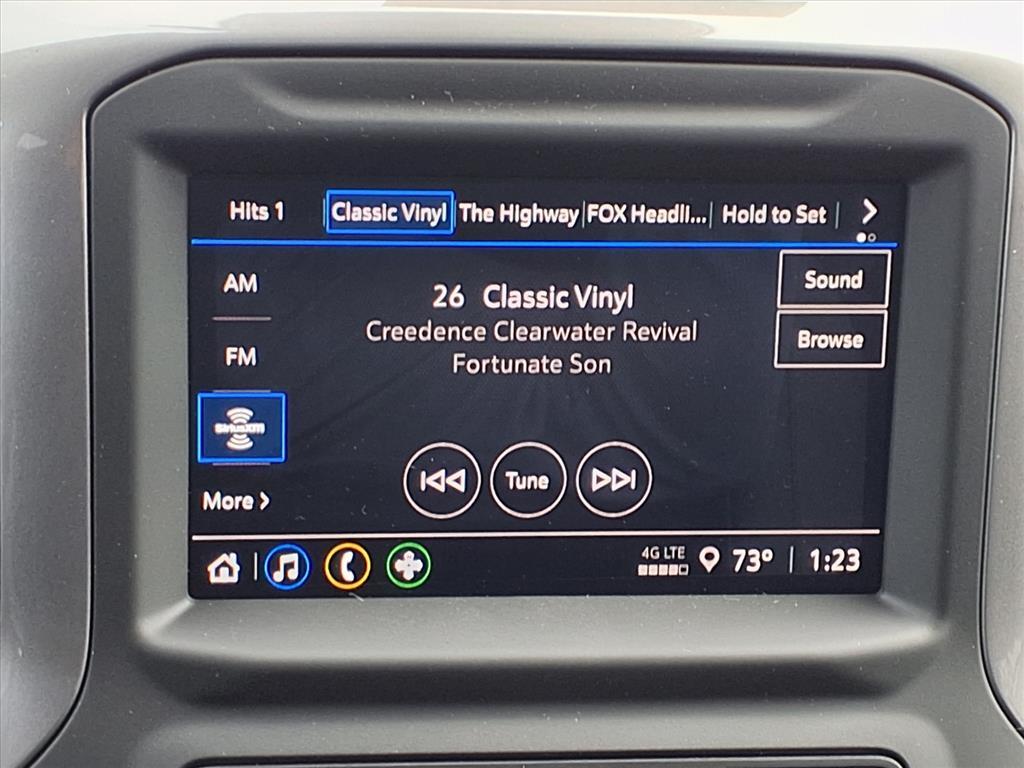 Hits 1 Classic Vinyl The Highway FOX Headli... Hold to Set
AM
FM
SiriusXM
More
26 Classic Vinyl
Creedence Clearwater Revival
Fortunate Son
Sound
Browse
Tune
4G LTE 73° 1:23